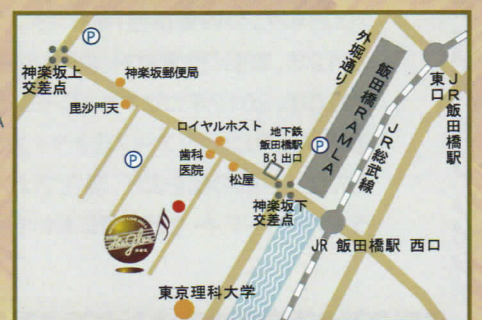 P
神楽坂上
交差点
神楽坂郵便局
毘沙門天
外堀通り
飯田橋RAMLA
JR飯田橋駅
東口
JR総武線
ロイヤルホスト
地下鉄
飯田橋駅
B3 出口
P
P
歯科
医院
松屋
神楽坂下
交差点
JR 飯田橋駅 西口
東京理科大学